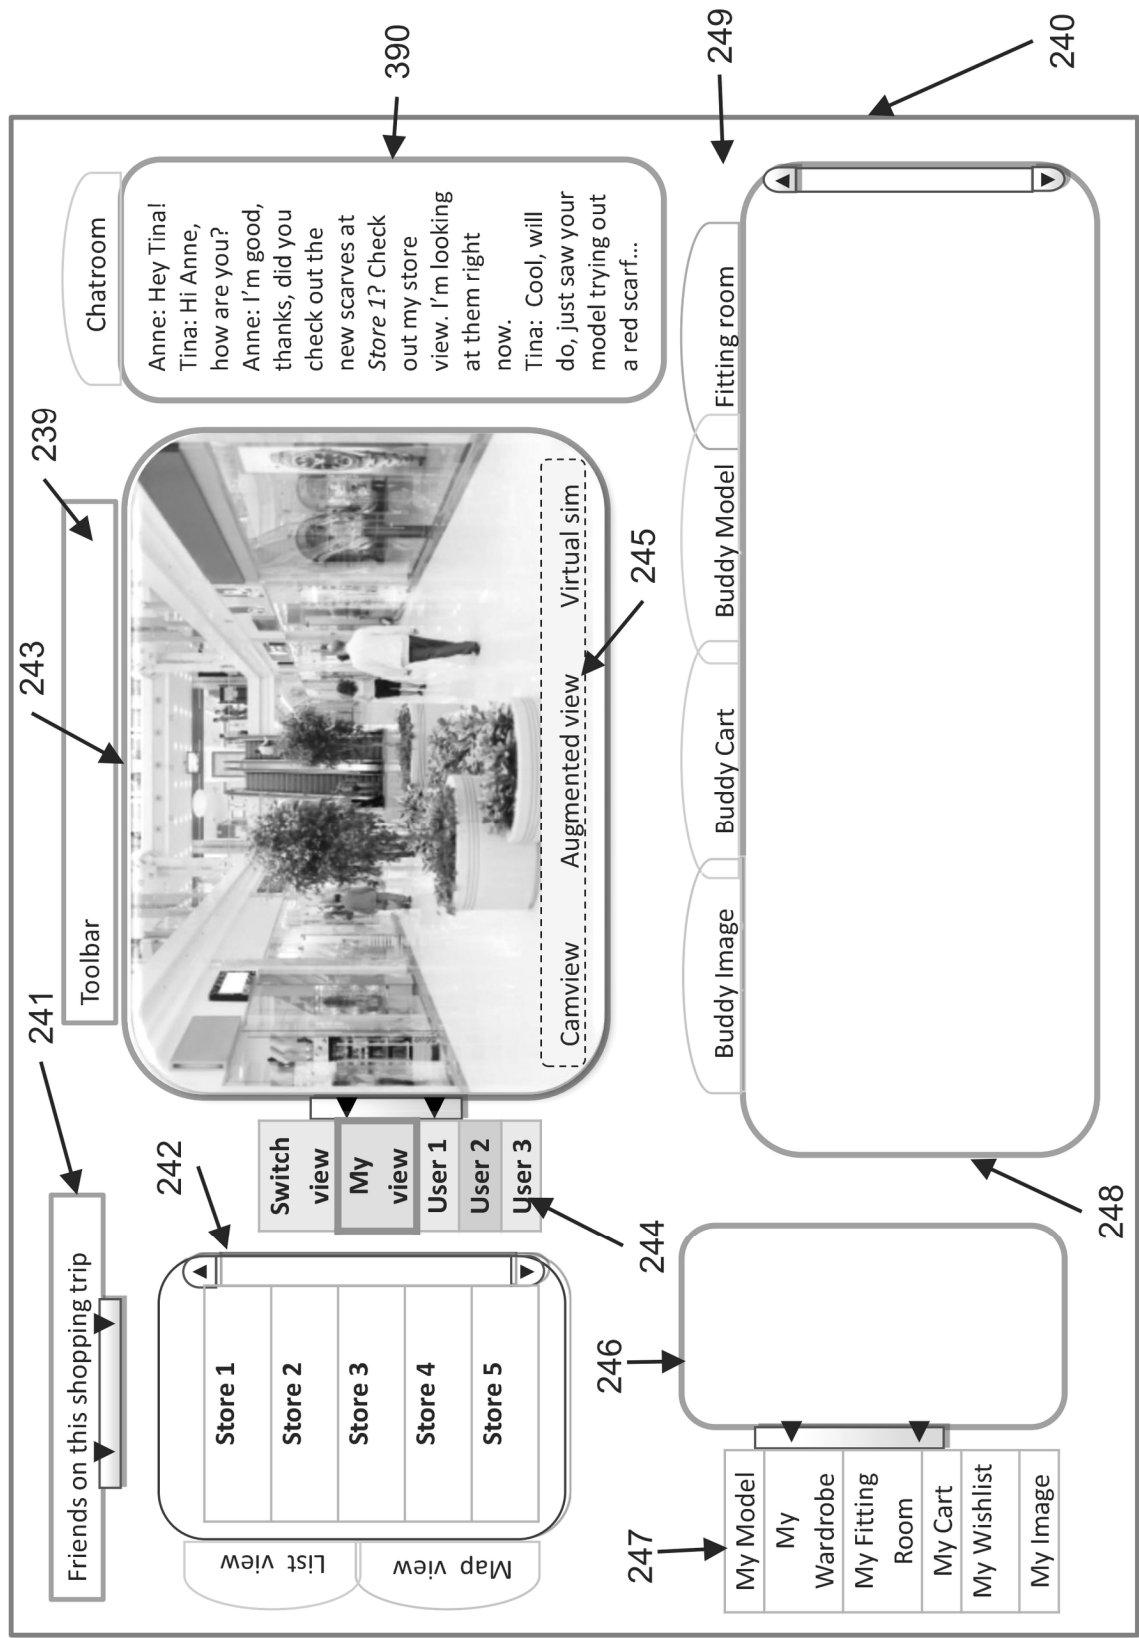 Friends on this shopping trip
241
Toolbar
243
239
Chatroom
390
Anne: Hey Tina!
Tina: Hi Anne,
how are you?
Anne: I'm good,
thanks, did you
check out the
new scarves at
Store 1? Check
out my store
view. I'm looking
at them right
now.
Tina: Cool, will
do, just saw your
model trying out
a red scarf...
List view
Map view
242
Store 1
Store 2
Store 3
Store 4
Store 5
Switch
view
My
view
User 1
User 2
User 3
244
Camview
Augmented view
Virtual sim
245
247
My Model
My
Wardrobe
My Fitting
Room
My Cart
My Wishlist
My Image
246
248
Buddy Image
Buddy Cart
Buddy Model
Fitting room
249
240